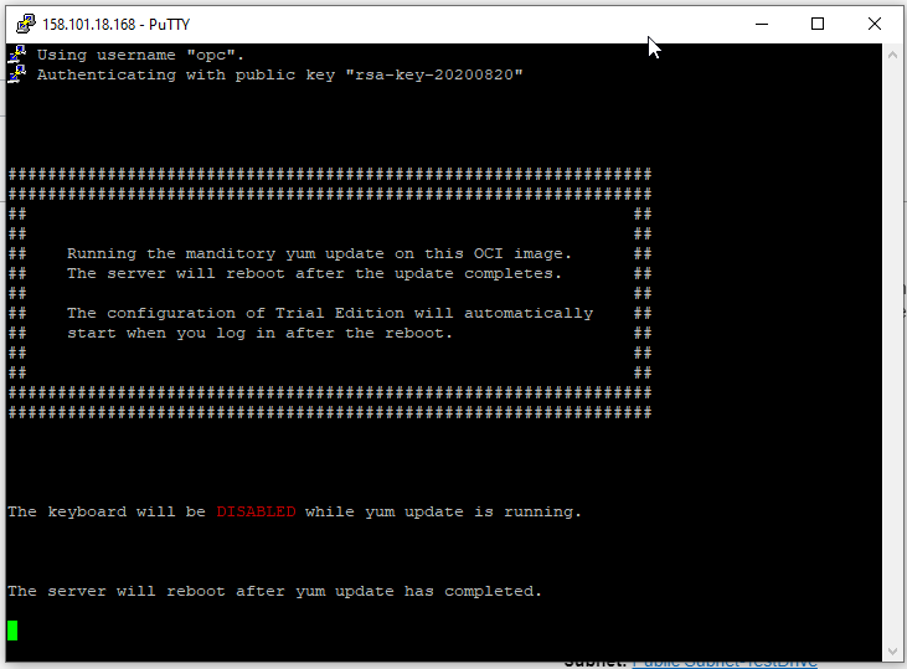 158.101.18.168 - PuTTY
Using username "opc".
Authenticating with public key "rsa-key-20200820"
#################################################################
#################################################################
## ##
## ##
## Running the manditory yum update on this OCI image. ##
## The server will reboot after the update completes. ##
## ##
## The configuration of Trial Edition will automatically ##
## start when you log in after the reboot. ##
## ##
## ##
#################################################################
#################################################################
The keyboard will be DISABLED while yum update is running.
The server will reboot after yum update has completed.
Subnet: Public Subnet-TestDrive